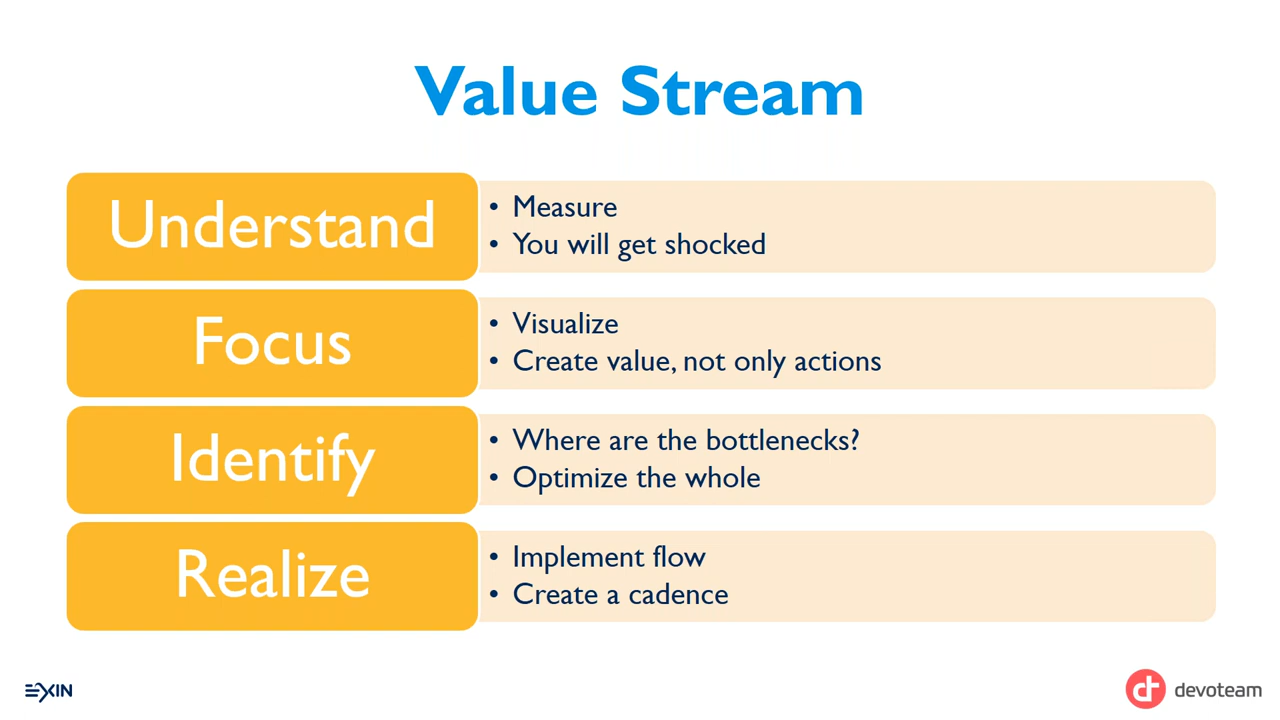 Value Stream
Understand
• Measure
• You will get shocked
Focus
• Visualize
• Create value, not only actions
Identify
• Where are the bottlenecks?
• Optimize the whole
Realize
• Implement flow
• Create a cadence
EXIN
dt devoteam